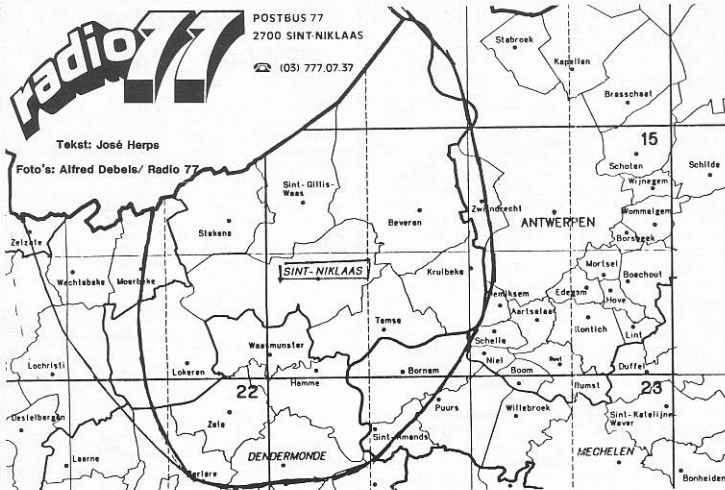 radio 77
POSTBUS 77
2700 SINT-NIKLAAS
☎ (03) 777.07.37
Tekst: José Herps
Foto's: Alfred Debels/ Radio 77
Stabroek
Kapellen
Brasschaat
15
Schoten
Schilde
Wijnegem
Sint-Gillis-
Waas
Zwijndrecht
Wommelgem
Stekene
Beveren
ANTWERPEN
Borsbeek
Zelzate
Mortsel
Wachtebeke
Moerbeke
SINT-NIKLAAS
Kruibeke
Edegem
Boechout
Hemiksem
Hove
Aartselaar
Temse
Kontich
Lint
Schelle
Waasmunster
Niel
Lochristi
Lokeren
Reet
Duffel
Hamme
Bornem
Boom
Rumst
22
23
Destelbergen
Zele
Puurs
Willebroek
Sint-Katelijne
Waver
Sint-Amands
Laarne
DENDERMONDE
MECHELEN
Berlare
Bonheiden